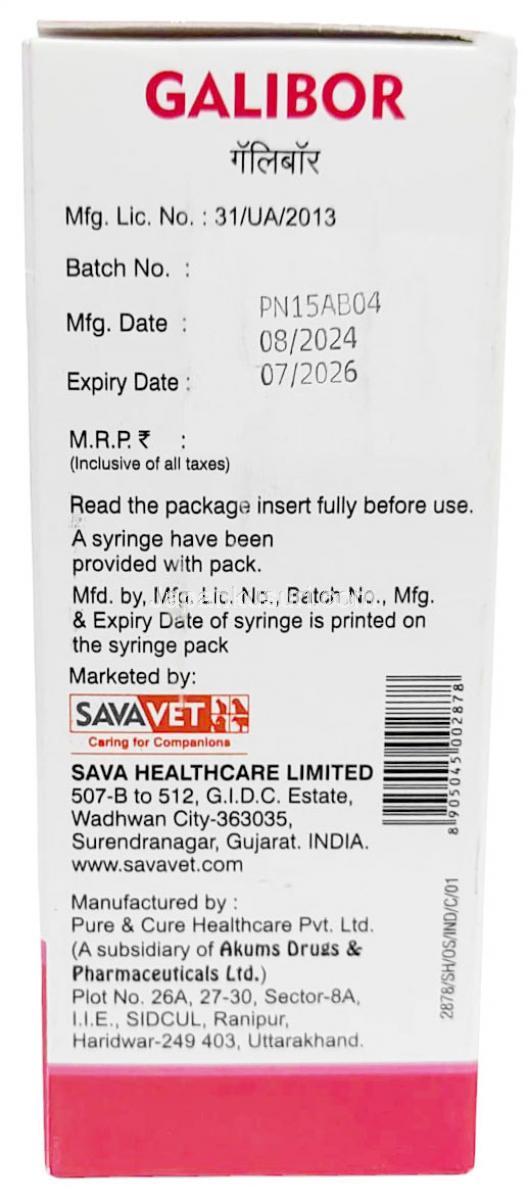 GALIBOR
गॅलिबॉर
Mfg. Lic. No. : 31/UA/2013
Batch No. :
PN15AB04
Mfg. Date :
08/2024
Expiry Date :
07/2026
M.R.P. ₹ :
(Inclusive of all taxes)
Read the package insert fully before use.
A syringe have been
provided with pack.
Mfd. by, Mfg. Lic. No., Batch No., Mfg.
& Expiry Date of syringe is printed on
the syringe pack
Marketed by:
SAVAVET
Caring for Companions
SAVA HEALTHCARE LIMITED
507-B to 512, G.I.D.C. Estate,
Wadhwan City-363035,
Surendranagar, Gujarat. INDIA.
www.savavet.com
Manufactured by :
Pure & Cure Healthcare Pvt. Ltd.
(A subsidiary of Akums Drugs &
Pharmaceuticals Ltd.)
Plot No. 26A, 27-30, Sector-8A,
I.I.E., SIDCUL, Ranipur,
Haridwar-249 403, Uttarakhand.
8 905045 002878
2878/SH/OS/IND/C/01